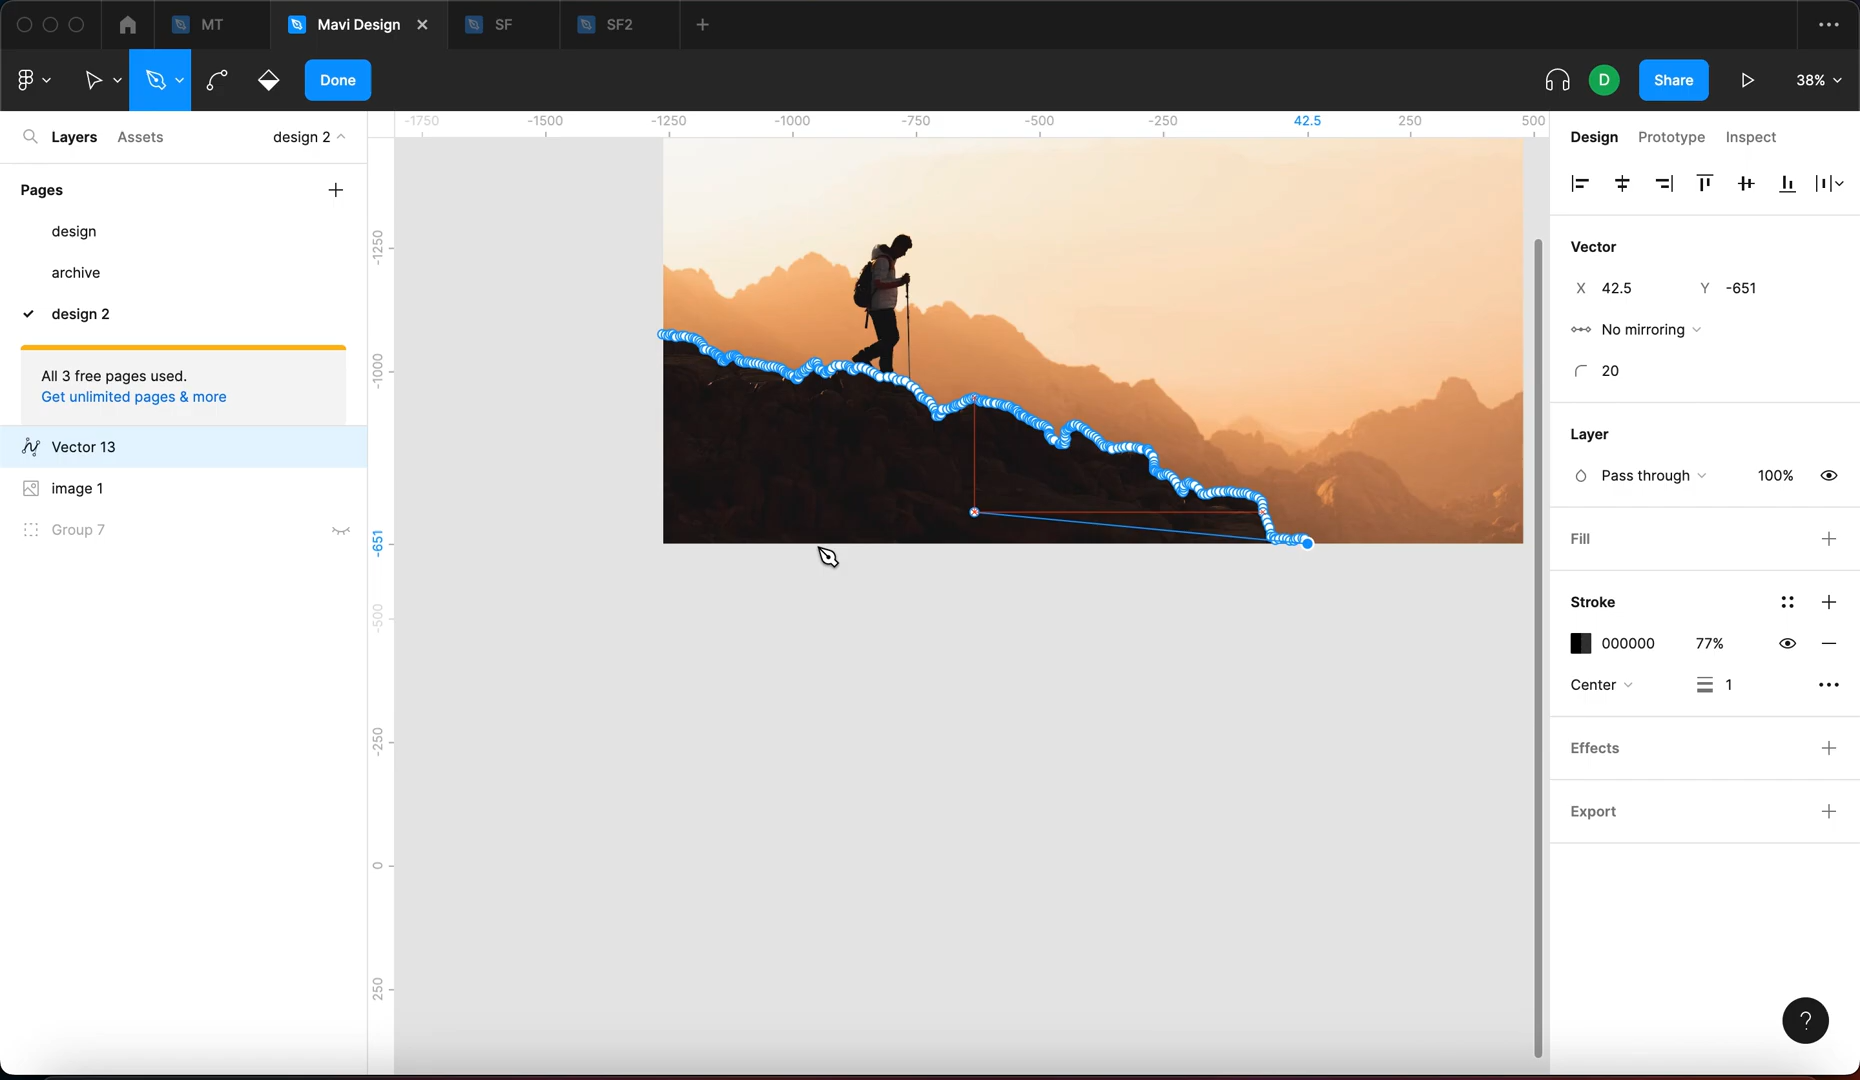 MT
Mavi Design
SF
SF2
Done
D
Share
38%
Layers
Assets
design 2
-1750
-1500
-1250
-1000
-750
-500
-250
42.5
250
500
Design
Prototype
Inspect
Pages
design
archive
design 2
All 3 free pages used.
Get unlimited pages & more
Vector 13
image 1
Group 7
-1250
-1000
-651
-500
-250
0
250
Vector
X 42.5
Y -651
No mirroring
20
Layer
Pass through
100%
Fill
Stroke
000000
77%
Center
1
Effects
Export
?